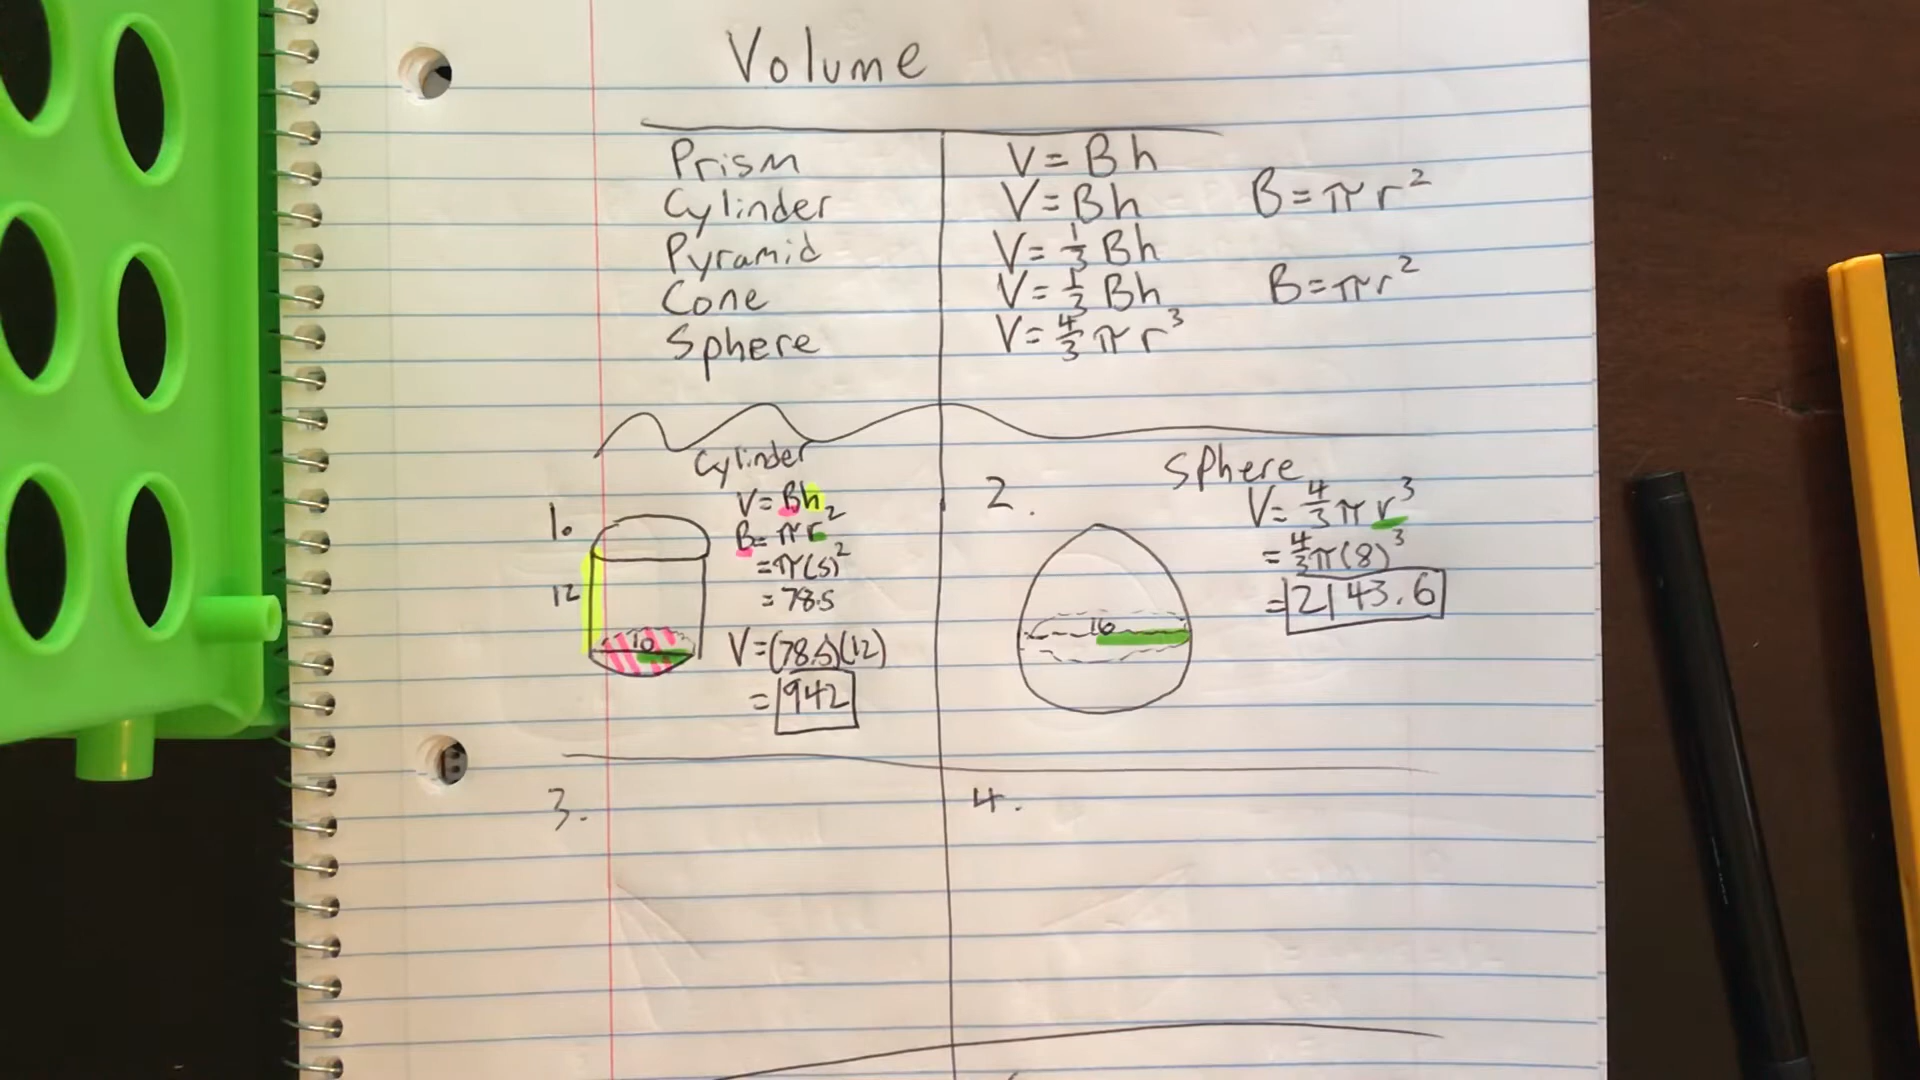 Volume
Prism V = Bh
Cylinder V = Bh B = πr²
Pyramid V = 1/3 Bh
Cone V = 1/3 Bh B = πr²
Sphere V = 4/3 πr³
Cylinder
1.
V = Bh
B = πr²
= π(5)²
= 78.5
12
10
V = (78.5)(12)
= 942
2.
Sphere
V = 4/3 πr³
= 4/3 π(8)³
= 2143.6
16
3.
4.